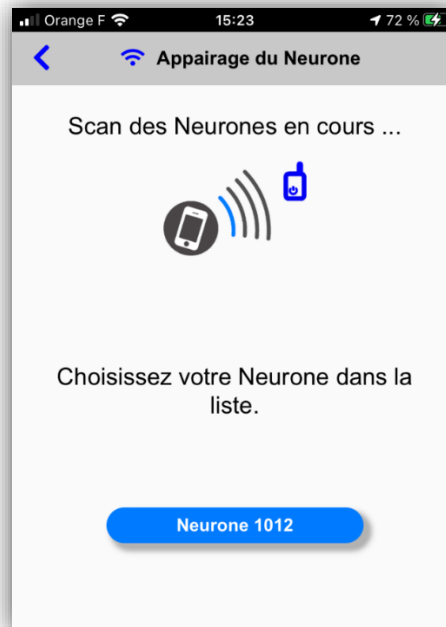 Orange F 15:23 72 %
Appairage du Neurone
Scan des Neurones en cours ...
Choisissez votre Neurone dans la
liste.
Neurone 1012